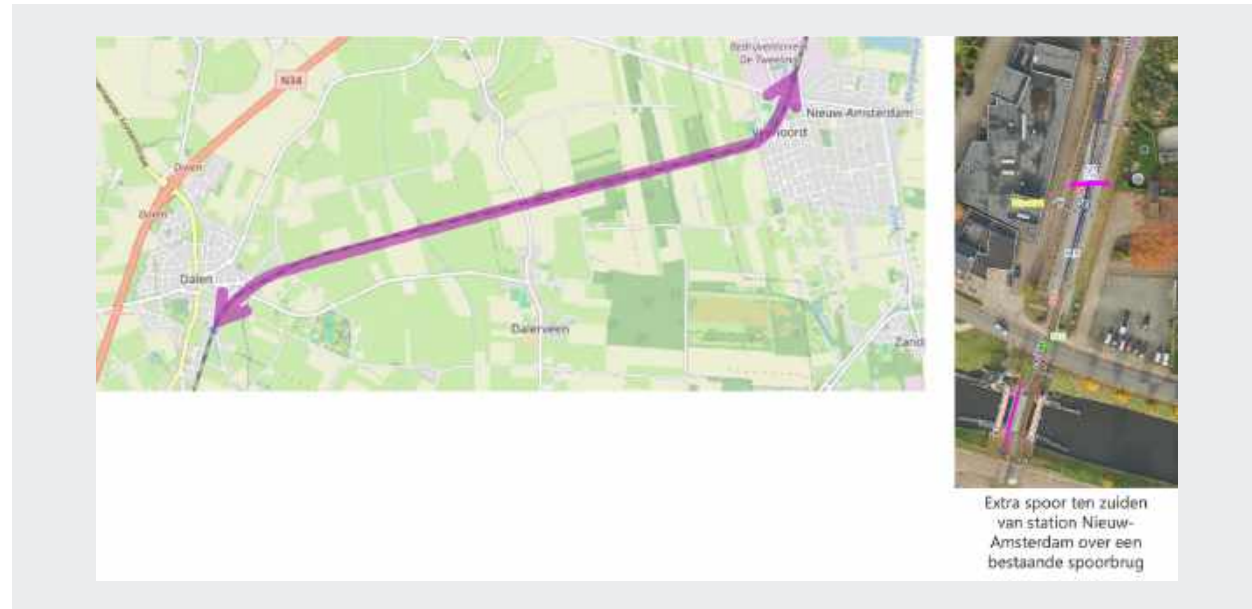 N34
Bedrijventerrein
De Tweeling
Nieuw-Amsterdam
Veenoord
Dalen
Dalerveen
Zand
Extra spoor ten zuiden
van station Nieuw-
Amsterdam over een
bestaande spoorbrug